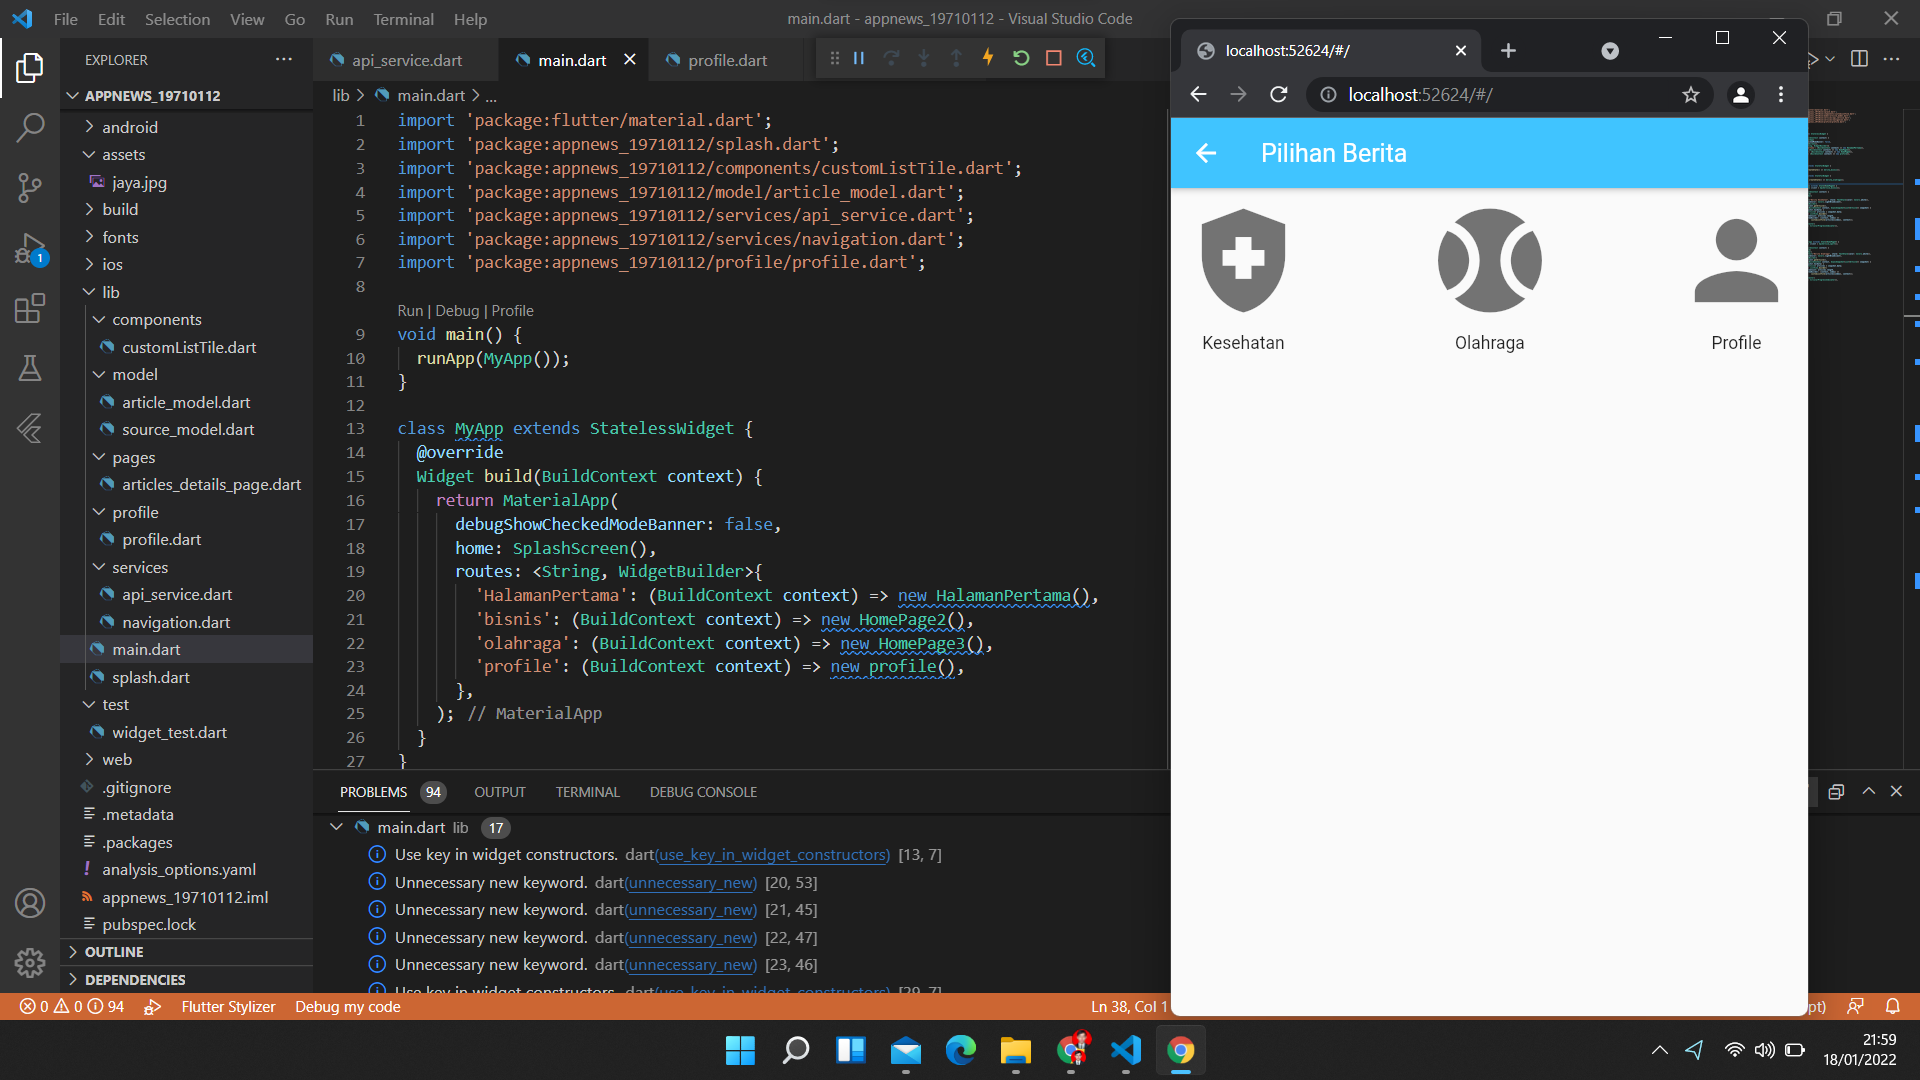 File Edit Selection View Go Run Terminal Help
main.dart - appnews_19710112 - Visual Studio Code
EXPLORER
APPNEWS_19710112
android
assets
jaya.jpg
build
fonts
ios
lib
components
customListTile.dart
model
article_model.dart
source_model.dart
pages
articles_details_page.dart
profile
profile.dart
services
api_service.dart
navigation.dart
main.dart
splash.dart
test
widget_test.dart
web
.gitignore
.metadata
.packages
analysis_options.yaml
appnews_19710112.iml
pubspec.lock
OUTLINE
DEPENDENCIES
1
api_service.dart main.dart profile.dart
lib > main.dart > ...
1 import 'package:flutter/material.dart';
2 import 'package:appnews_19710112/splash.dart';
3 import 'package:appnews_19710112/components/customListTile.dart';
4 import 'package:appnews_19710112/model/article_model.dart';
5 import 'package:appnews_19710112/services/api_service.dart';
6 import 'package:appnews_19710112/services/navigation.dart';
7 import 'package:appnews_19710112/profile/profile.dart';
8
Run | Debug | Profile
9 void main() {
10 runApp(MyApp());
11 }
12
13 class MyApp extends StatelessWidget {
14 @override
15 Widget build(BuildContext context) {
16 return MaterialApp(
17 debugShowCheckedModeBanner: false,
18 home: SplashScreen(),
19 routes: <String, WidgetBuilder>{
20 'HalamanPertama': (BuildContext context) => new HalamanPertama(),
21 'bisnis': (BuildContext context) => new HomePage2(),
22 'olahraga': (BuildContext context) => new HomePage3(),
23 'profile': (BuildContext context) => new profile(),
24 },
25 ); // MaterialApp
26 }
27 }
PROBLEMS 94 OUTPUT TERMINAL DEBUG CONSOLE
main.dart lib 17
Use key in widget constructors. dart(use_key_in_widget_constructors) [13, 7]
Unnecessary new keyword. dart(unnecessary_new) [20, 53]
Unnecessary new keyword. dart(unnecessary_new) [21, 45]
Unnecessary new keyword. dart(unnecessary_new) [22, 47]
Unnecessary new keyword. dart(unnecessary_new) [23, 46]
Use key in widget constructors. dart(use_key_in_widget_constructors) [29, 7]
localhost:52624/#/
localhost:52624/#/
Pilihan Berita
Kesehatan Olahraga Profile
0 0 94 Flutter Stylizer Debug my code
Ln 38, Col 1
pt)
21:59
18/01/2022